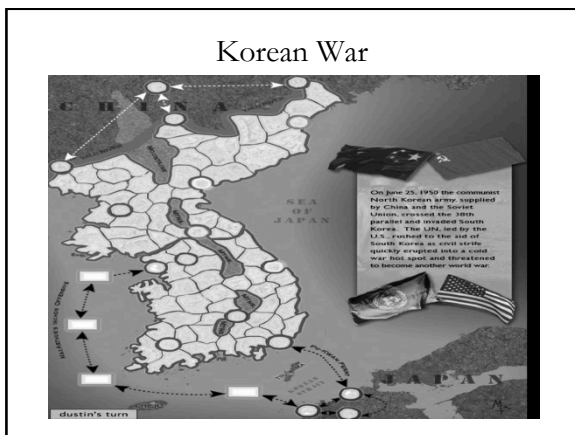 Korean War
CHINA
SEA
OF
JAPAN
On June 25, 1950 the communist
North Korean army, supplied
by China and the Soviet
Union, crossed the 38th
parallel and invaded South
Korea. The UN, led by the
U.S., rushed to the aid of
South Korea as civil strife
quickly erupted into a cold
war hot spot and threatened
to become another world war.
KOREAN
STRAIT
JAPAN
dustin's turn